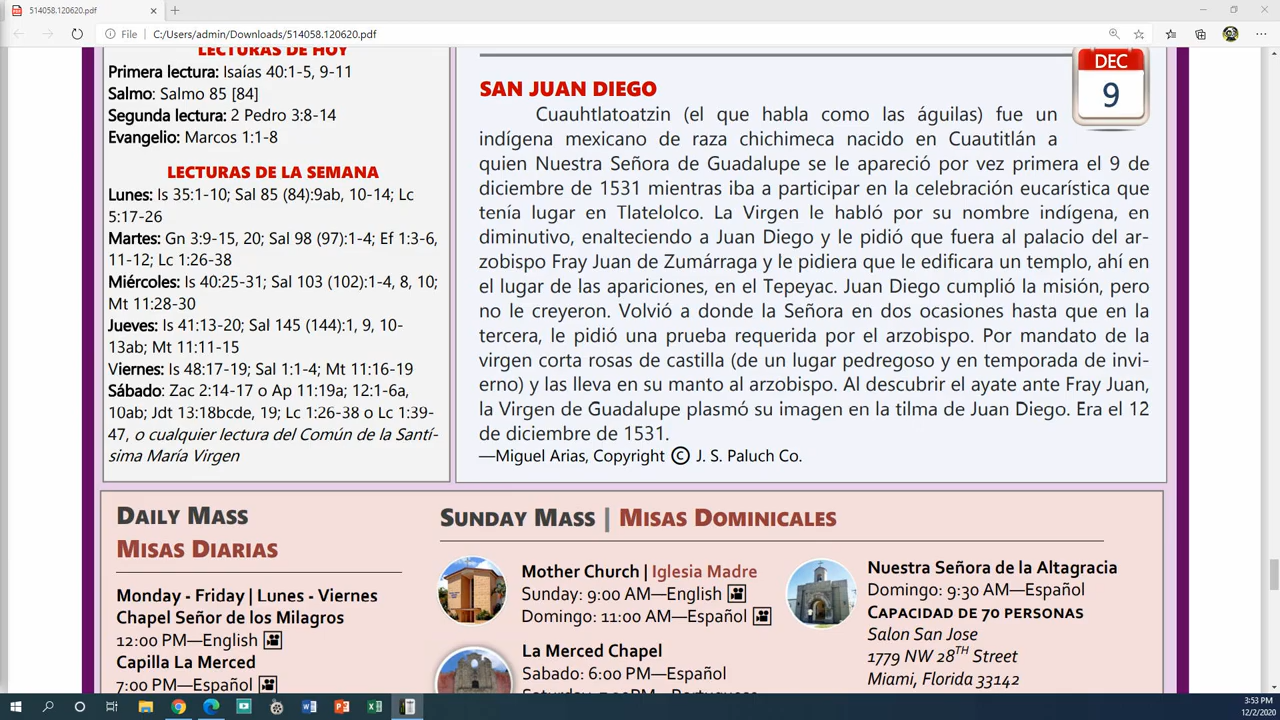 514058.120620.pdf
File
C:/Users/admin/Downloads/514058.120620.pdf
LECTURAS DE HOY
Primera lectura: Isaías 40:1-5, 9-11
Salmo: Salmo 85 [84]
Segunda lectura: 2 Pedro 3:8-14
Evangelio: Marcos 1:1-8
LECTURAS DE LA SEMANA
Lunes: Is 35:1-10; Sal 85 (84):9ab, 10-14; Lc
5:17-26
Martes: Gn 3:9-15, 20; Sal 98 (97):1-4; Ef 1:3-6,
11-12; Lc 1:26-38
Miércoles: Is 40:25-31; Sal 103 (102):1-4, 8, 10;
Mt 11:28-30
Jueves: Is 41:13-20; Sal 145 (144):1, 9, 10-
13ab; Mt 11:11-15
Viernes: Is 48:17-19; Sal 1:1-4; Mt 11:16-19
Sábado: Zac 2:14-17 o Ap 11:19a; 12:1-6a,
10ab; Jdt 13:18bcde, 19; Lc 1:26-38 o Lc 1:39-
47, o cualquier lectura del Común de la Santí-
sima María Virgen
DEC
9
SAN JUAN DIEGO
Cuauhtlatoatzin (el que habla como las águilas) fue un
indígena mexicano de raza chichimeca nacido en Cuautitlán a
quien Nuestra Señora de Guadalupe se le apareció por vez primera el 9 de
diciembre de 1531 mientras iba a participar en la celebración eucarística que
tenía lugar en Tlatelolco. La Virgen le habló por su nombre indígena, en
diminutivo, enalteciendo a Juan Diego y le pidió que fuera al palacio del ar-
zobispo Fray Juan de Zumárraga y le pidiera que le edificara un templo, ahí en
el lugar de las apariciones, en el Tepeyac. Juan Diego cumplió la misión, pero
no le creyeron. Volvió a donde la Señora en dos ocasiones hasta que en la
tercera, le pidió una prueba requerida por el arzobispo. Por mandato de la
virgen corta rosas de castilla (de un lugar pedregoso y en temporada de invi-
erno) y las lleva en su manto al arzobispo. Al descubrir el ayate ante Fray Juan,
la Virgen de Guadalupe plasmó su imagen en la tilma de Juan Diego. Era el 12
de diciembre de 1531.
—Miguel Arias, Copyright © J. S. Paluch Co.
DAILY MASS
MISAS DIARIAS
Monday - Friday | Lunes - Viernes
Chapel Señor de los Milagros
12:00 PM—English
Capilla La Merced
7:00 PM—Español
SUNDAY MASS | MISAS DOMINICALES
Mother Church | Iglesia Madre
Sunday: 9:00 AM—English
Domingo: 11:00 AM—Español
La Merced Chapel
Sabado: 6:00 PM—Español
Nuestra Señora de la Altagracia
Domingo: 9:30 AM—Español
CAPACIDAD DE 70 PERSONAS
Salon San Jose
1779 NW 28TH Street
Miami, Florida 33142
3:53 PM
12/2/2020